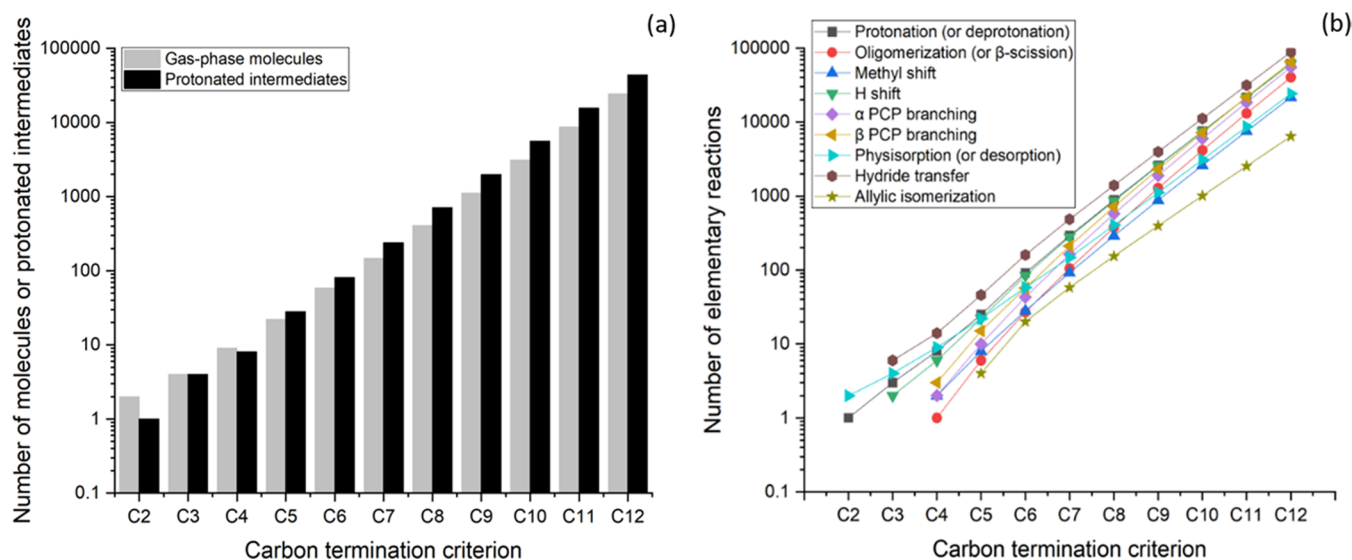 (a)
Number of molecules or protonated intermediates
100000
10000
1000
100
10
1
0.1
Gas-phase molecules
Protonated intermediates
C2 C3 C4 C5 C6 C7 C8 C9 C10 C11 C12
Carbon termination criterion
(b)
Number of elementary reactions
100000
10000
1000
100
10
1
0.1
Protonation (or deprotonation)
Oligomerization (or β-scission)
Methyl shift
H shift
α PCP branching
β PCP branching
Physisorption (or desorption)
Hydride transfer
Allylic isomerization
C2 C3 C4 C5 C6 C7 C8 C9 C10 C11 C12
Carbon termination criterion